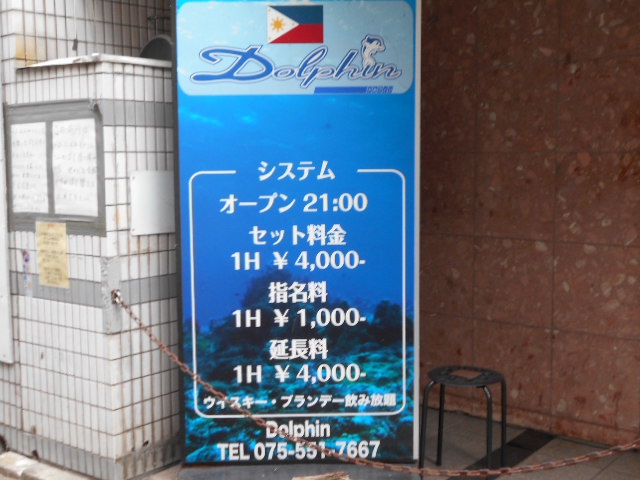 Dolphin
システム
オープン 21:00
セット料金
1H ¥ 4,000-
指名料
1H ¥ 1,000-
延長料
1H ¥ 4,000-
ウイスキー・ブランデー飲み放題
Dolphin
TEL 075-551-7667